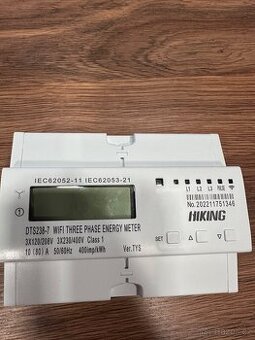 IEC62052-11 IEC62053-21
L1 L2 L3
No. 202211751346
HIKING
DTS238-7 WIFI THREE PHASE ENERGY METER
3X120/208V 3X230/400V Class 1
10 (80) A 50/60Hz 400imp/kWh Ver.TYS
SET